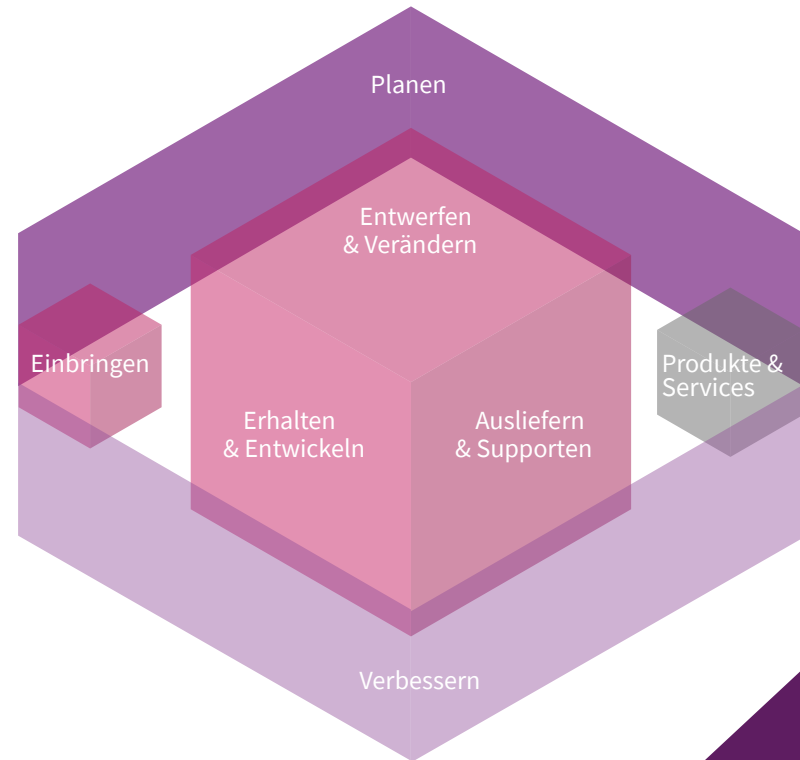 Planen
Entwerfen
& Verändern
Einbringen
Produkte &
Services
Erhalten
& Entwickeln
Ausliefern
& Supporten
Verbessern